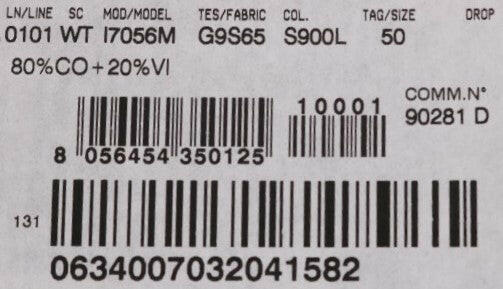 LN/LINE SC MOD/MODEL TES/FABRIC COL. TAG/SIZE DROP
0101 WT I7056M G9S65 S900L 50
80%CO+20%VI
10001
COMM.N°
90281 D
8 056454 350125
131
0634007032041582